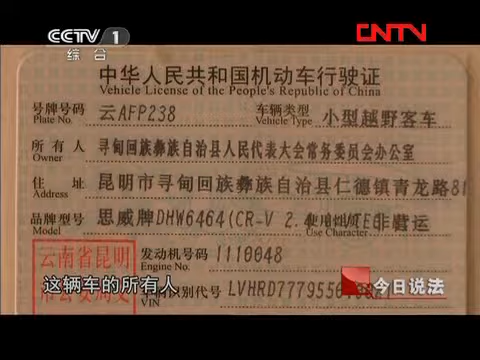 CCTV 1
综合
CNTV
中华人民共和国机动车行驶证
Vehicle License of the People's Republic of China
号牌号码 云AFP238 车辆类型 小型越野客车
Plate No. Vehicle Type
所有人 寻甸回族彝族自治县人民代表大会常务委员会办公室
Owner
住址 昆明市寻甸回族彝族自治县仁德镇青龙路
Address
品牌型号 思威牌DHW6464(CR-V 2.4 使用性质 非营运
Model Use Character
云南省昆明 发动机号码 1110048
Engine No.
这辆车的所有人
识别代号 LVHRD777955
VIN
今日说法